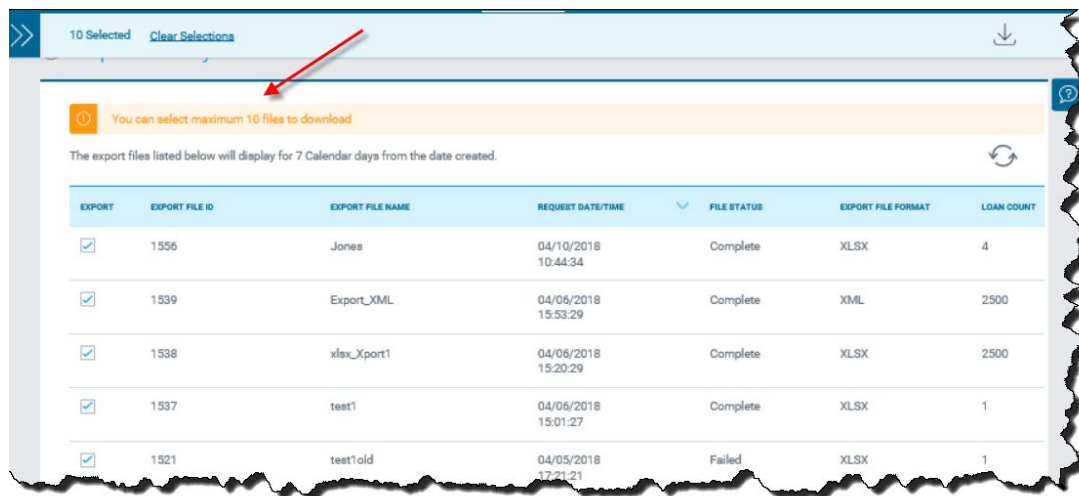 10 Selected Clear Selections
You can select maximum 10 files to download
The export files listed below will display for 7 Calendar days from the date created.
EXPORT EXPORT FILE ID EXPORT FILE NAME REQUEST DATE/TIME FILE STATUS EXPORT FILE FORMAT LOAN COUNT
1556 Jones 04/10/2018 Complete XLSX 4
10:44:34
1539 Export_XML 04/06/2018 Complete XML 2500
15:53:29
1538 xlsx_Xport1 04/06/2018 Complete XLSX 2500
15:20:29
1537 test1 04/06/2018 Complete XLSX 1
15:01:27
1521 test1old 04/05/2018 Failed XLSX 1
17:21:21